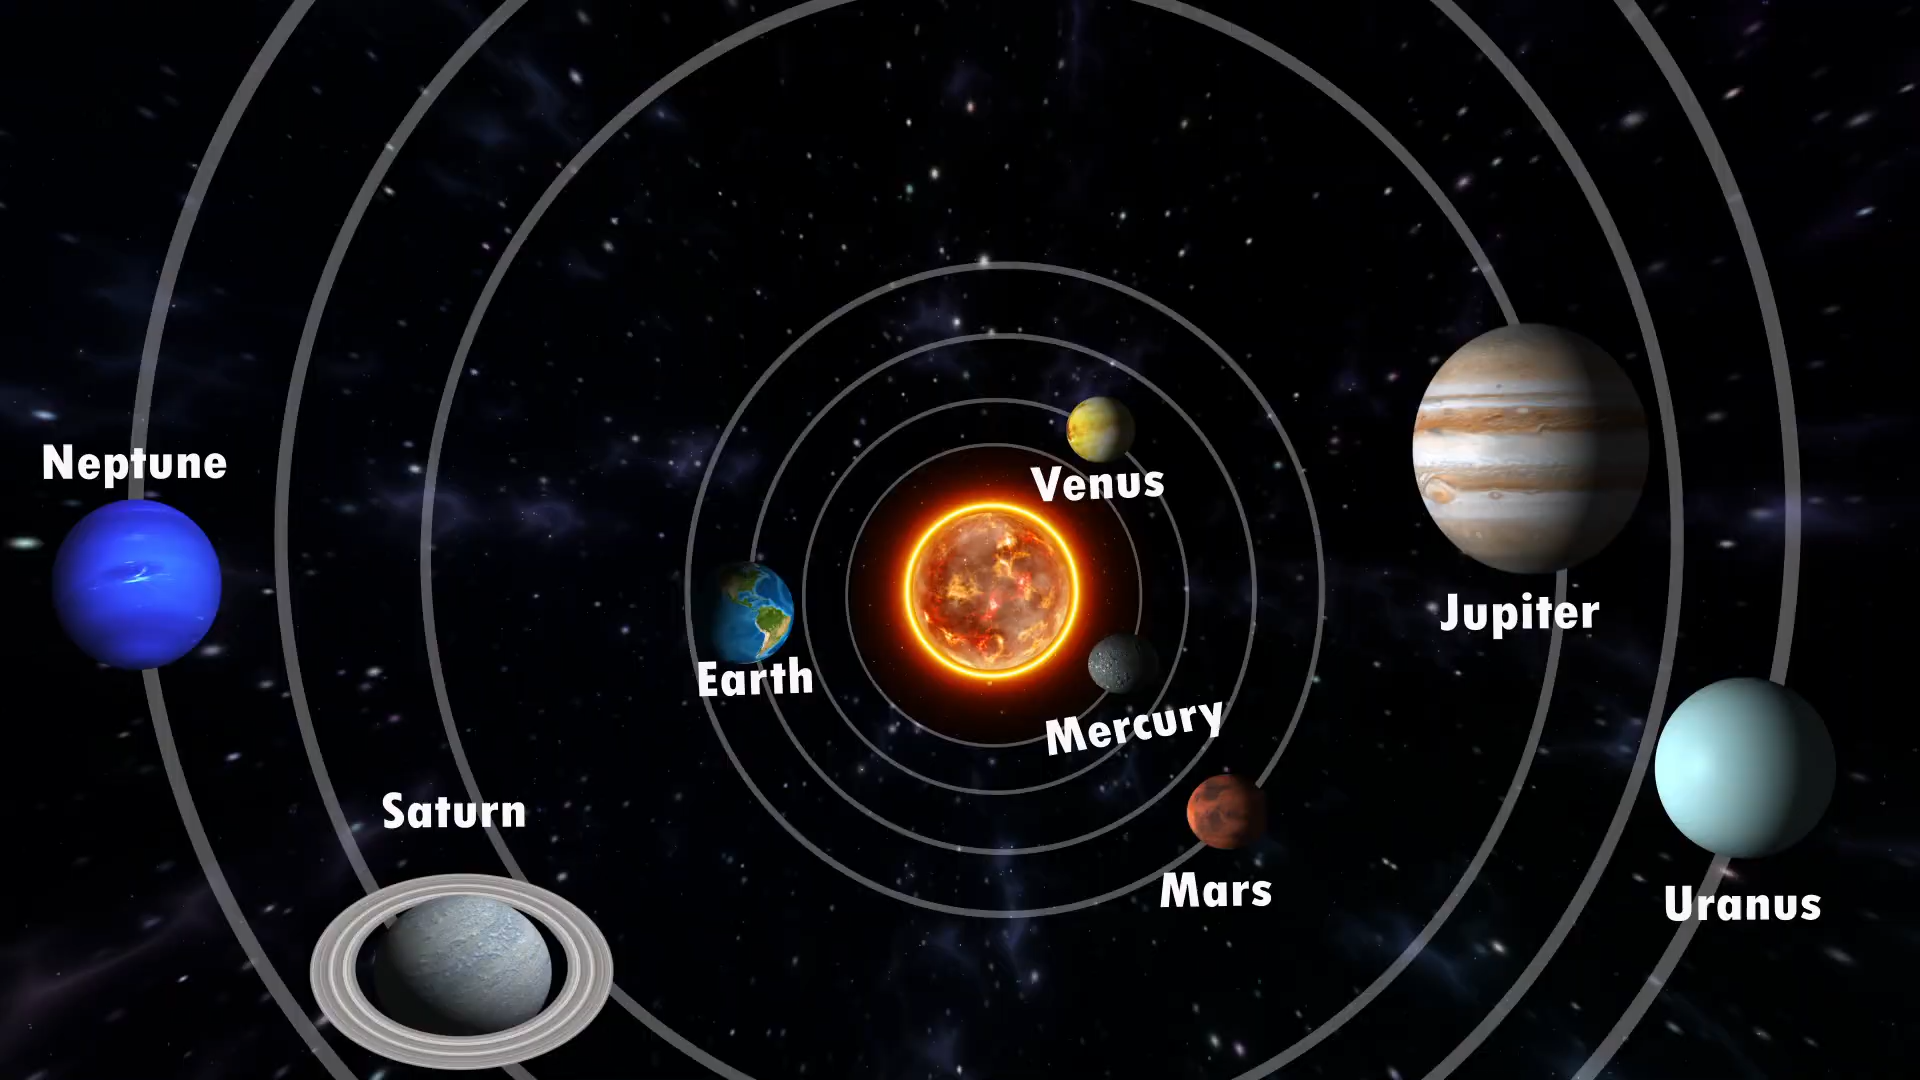 Neptune
Venus
Jupiter
Earth
Mercury
Saturn
Mars
Uranus